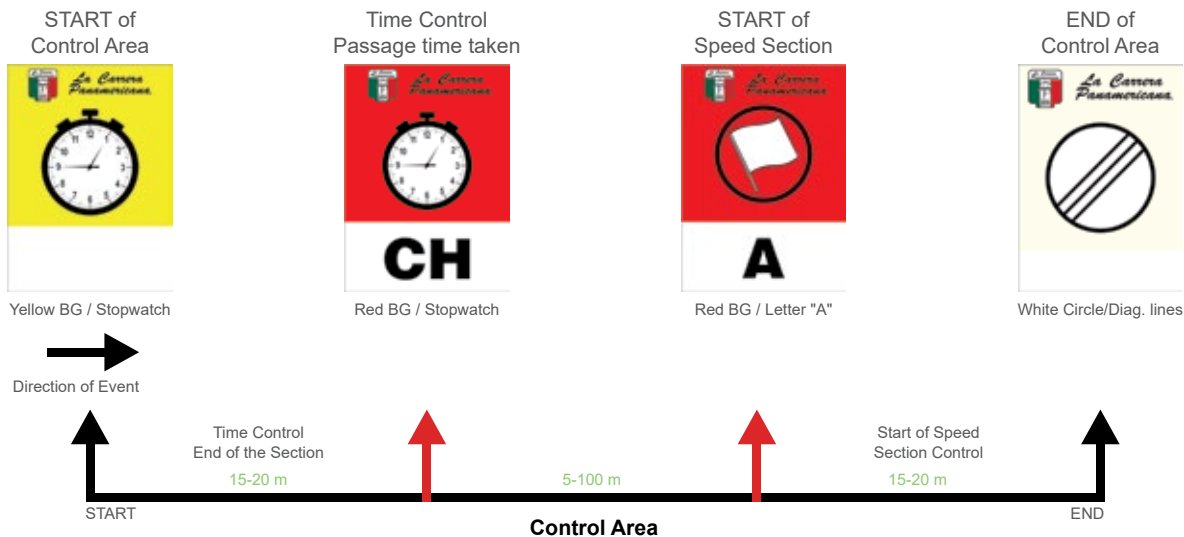 START of
Control Area
Time Control
Passage time taken
START of
Speed Section
END of
Control Area
La Carrera
Panamericana
La Carrera
Panamericana
La Carrera
Panamericana
La Carrera
Panamericana
CH
A
Yellow BG / Stopwatch
Red BG / Stopwatch
Red BG / Letter "A"
White Circle/Diag. lines
Direction of Event
Time Control
End of the Section
15-20 m
5-100 m
Start of Speed
Section Control
15-20 m
START
END
Control Area